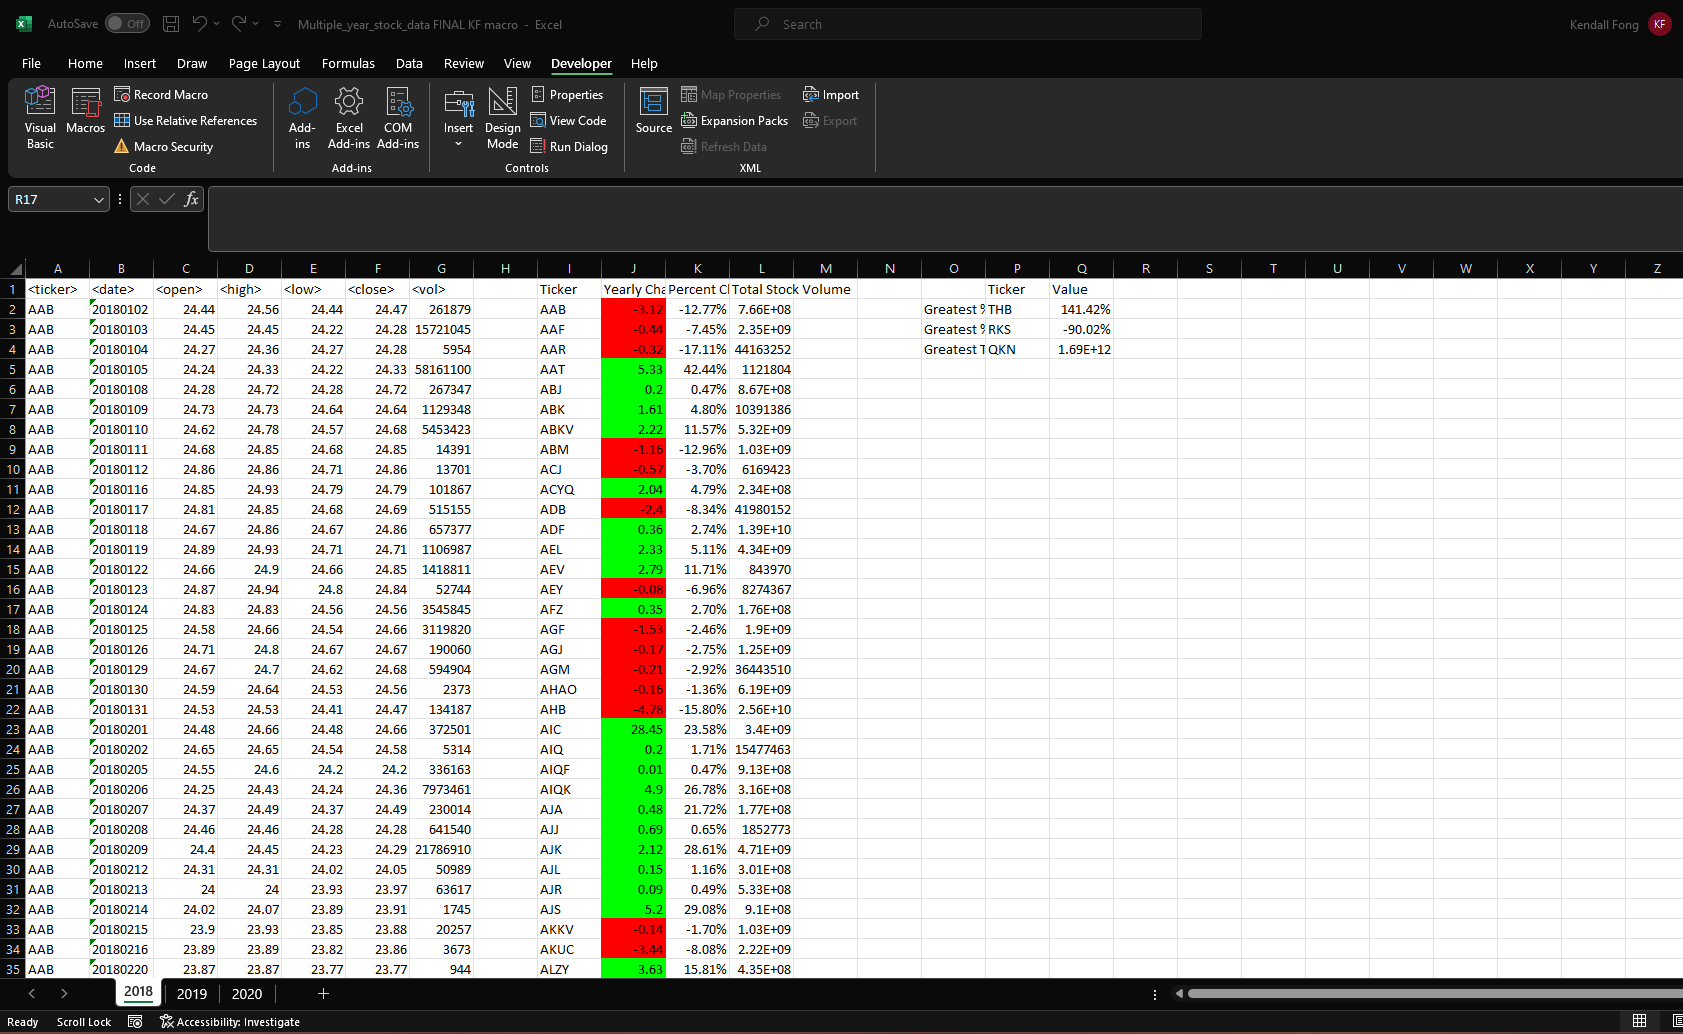 AutoSave Off Multiple_year_stock_data FINAL KF macro - Excel Search Kendall Fong KF
File Home Insert Draw Page Layout Formulas Data Review View Developer Help
Visual Basic
Macros
Record Macro
Use Relative References
Macro Security
Code
Add-ins
Excel Add-ins
COM Add-ins
Add-ins
Insert
Design Mode
Properties
View Code
Run Dialog
Controls
Source
Map Properties
Expansion Packs
Refresh Data
Import
Export
XML
R17 fx
A B C D E F G H I J K L M N O P Q R S T U V W X Y Z
1 <ticker> <date> <open> <high> <low> <close> <vol> Ticker Yearly Cha Percent Cl Total Stock Volume Ticker Value
2 AAB 20180102 24.44 24.56 24.44 24.47 261879 AAB -3.12 -12.77% 7.66E+08 Greatest % THB 141.42%
3 AAB 20180103 24.45 24.45 24.22 24.28 15721045 AAF -0.44 -7.45% 2.35E+09 Greatest % RKS -90.02%
4 AAB 20180104 24.27 24.36 24.27 24.28 5954 AAR -0.32 -17.11% 44163252 Greatest T QKN 1.69E+12
5 AAB 20180105 24.24 24.33 24.22 24.33 58161100 AAT 5.33 42.44% 1121804
6 AAB 20180108 24.28 24.72 24.28 24.72 267347 ABJ 0.2 0.47% 8.67E+08
7 AAB 20180109 24.73 24.73 24.64 24.64 1129348 ABK 1.61 4.80% 10391386
8 AAB 20180110 24.62 24.78 24.57 24.68 5453423 ABKV 2.22 11.57% 5.32E+09
9 AAB 20180111 24.68 24.85 24.68 24.85 14391 ABM -1.16 -12.96% 1.03E+09
10 AAB 20180112 24.86 24.86 24.71 24.86 13701 ACJ -0.57 -3.70% 6169423
11 AAB 20180116 24.85 24.93 24.79 24.79 101867 ACYQ 2.04 4.79% 2.34E+08
12 AAB 20180117 24.81 24.85 24.68 24.69 515155 ADB -2.4 -8.34% 41980152
13 AAB 20180118 24.67 24.86 24.67 24.86 657377 ADF 0.36 2.74% 1.39E+10
14 AAB 20180119 24.89 24.93 24.71 24.71 1106987 AEL 2.33 5.11% 4.34E+09
15 AAB 20180122 24.66 24.9 24.66 24.85 1418811 AEV 2.79 11.71% 843970
16 AAB 20180123 24.87 24.94 24.8 24.84 52744 AEY -0.08 -6.96% 8274367
17 AAB 20180124 24.83 24.83 24.56 24.56 3545845 AFZ 0.35 2.70% 1.76E+08
18 AAB 20180125 24.58 24.66 24.54 24.66 3119820 AGF -1.53 -2.46% 1.9E+09
19 AAB 20180126 24.71 24.8 24.67 24.67 190060 AGJ -0.17 -2.75% 1.25E+09
20 AAB 20180129 24.67 24.7 24.62 24.68 594904 AGM -0.21 -2.92% 36443510
21 AAB 20180130 24.59 24.64 24.53 24.56 2373 AHAO -0.16 -1.36% 6.19E+09
22 AAB 20180131 24.53 24.53 24.41 24.47 134187 AHB -4.78 -15.80% 2.56E+10
23 AAB 20180201 24.48 24.66 24.48 24.66 372501 AIC 28.45 23.58% 3.4E+09
24 AAB 20180202 24.65 24.65 24.54 24.58 5314 AIQ 0.2 1.71% 15477463
25 AAB 20180205 24.55 24.6 24.2 24.2 336163 AIQF 0.01 0.47% 9.13E+08
26 AAB 20180206 24.25 24.43 24.24 24.36 7973461 AIQK 4.9 26.78% 3.16E+08
27 AAB 20180207 24.37 24.49 24.37 24.49 230014 AJA 0.48 21.72% 1.77E+08
28 AAB 20180208 24.46 24.46 24.28 24.28 641540 AJJ 0.69 0.65% 1852773
29 AAB 20180209 24.4 24.45 24.23 24.29 21786910 AJK 2.12 28.61% 4.71E+09
30 AAB 20180212 24.31 24.31 24.02 24.05 50989 AJL 0.15 1.16% 3.01E+08
31 AAB 20180213 24 24 23.93 23.97 63617 AJR 0.09 0.49% 5.33E+08
32 AAB 20180214 24.02 24.07 23.89 23.91 1745 AJS 5.2 29.08% 9.1E+08
33 AAB 20180215 23.9 23.93 23.85 23.88 20257 AKKV -0.14 -1.70% 1.03E+09
34 AAB 20180216 23.89 23.89 23.82 23.86 3673 AKUC -3.44 -8.08% 2.22E+09
35 AAB 20180220 23.87 23.87 23.77 23.77 944 ALZY 3.63 15.81% 4.35E+08
2018 2019 2020
Ready Scroll Lock Accessibility: Investigate